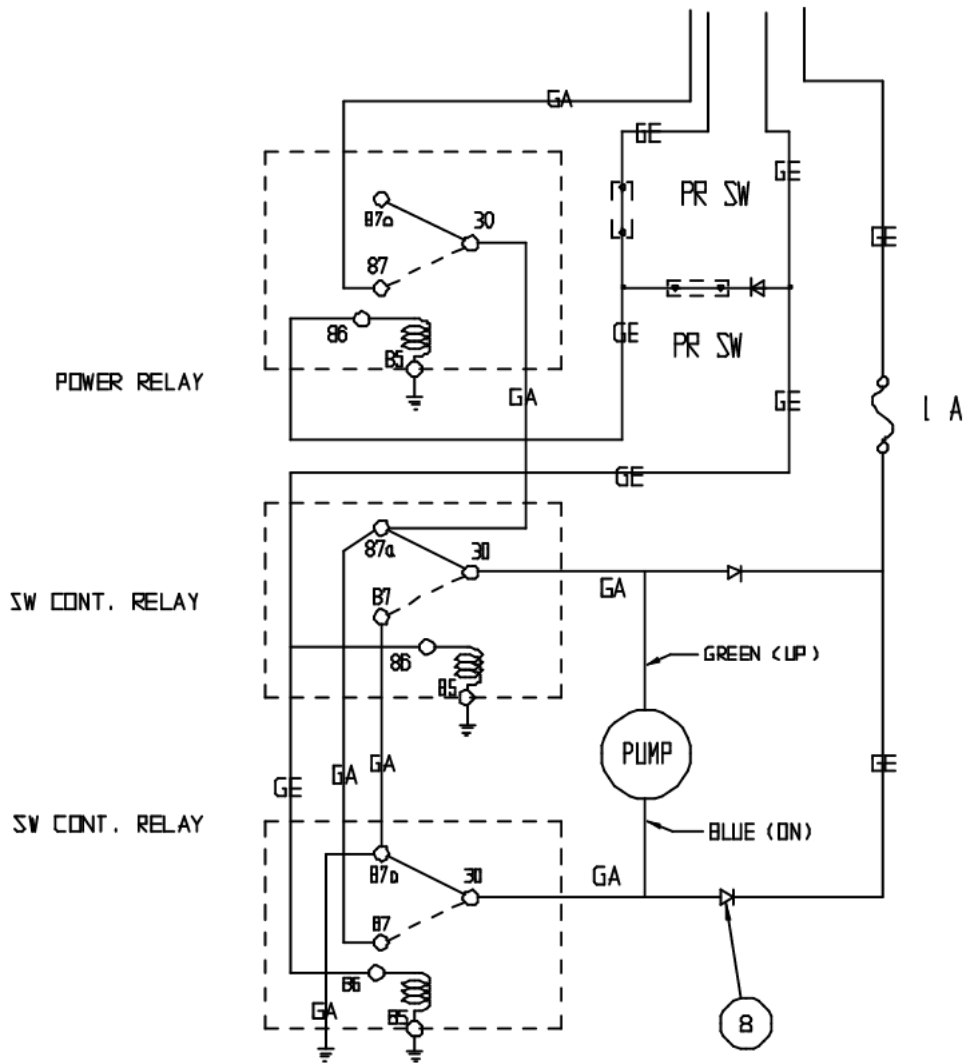 GA
GE
GE
PR SW
87a
30
GE
87
GE
86
PR SW
85
POWER RELAY
GA
GE
1 A
GE
87a
30
SW CONT. RELAY
87
GA
GREEN (UP)
86
85
PUMP
GA
GA
GE
GE
SW CONT. RELAY
BLUE (DN)
87a
30
GA
87
86
GA
85
8